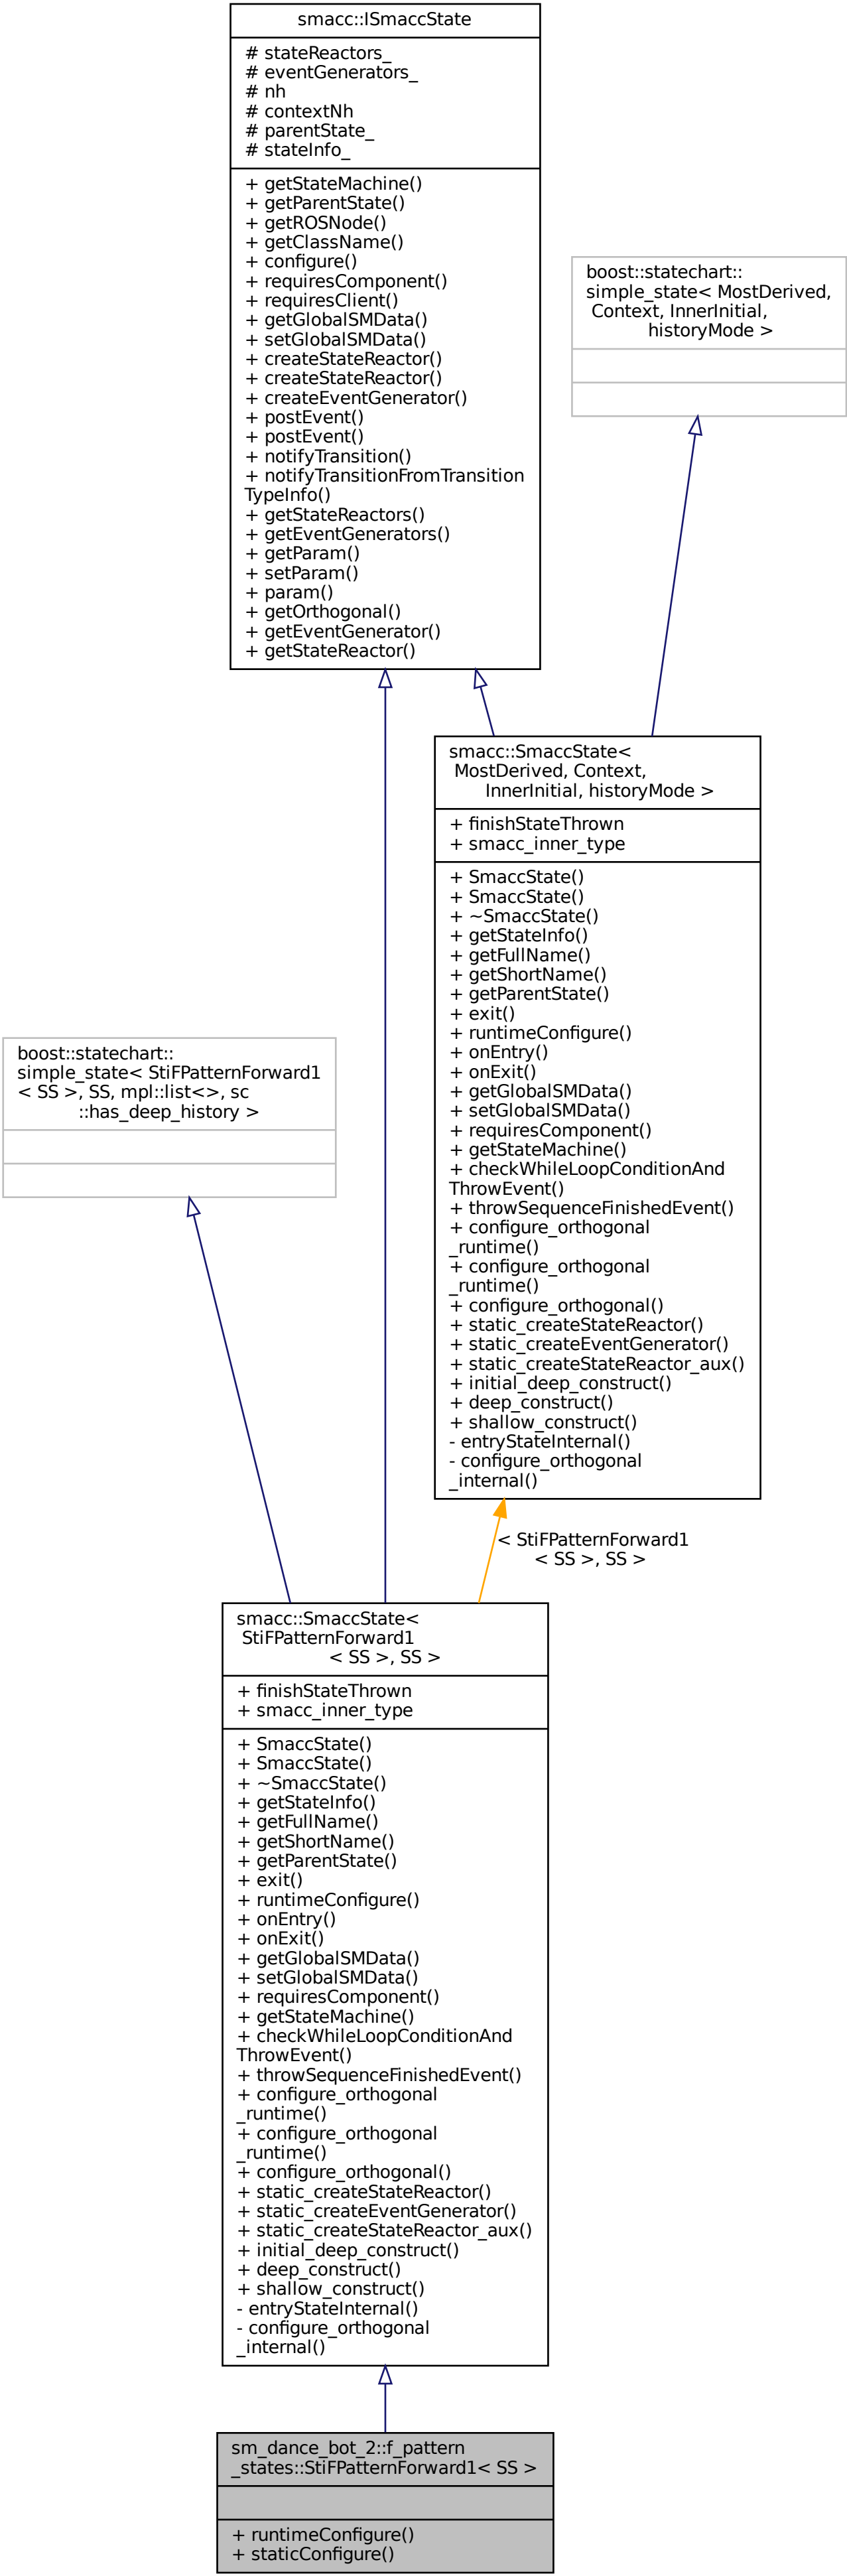 smacc::ISmaccState
# stateReactors_
# eventGenerators_
# nh
# contextNh
# parentState_
# stateInfo_
+ getStateMachine()
+ getParentState()
+ getROSNode()
+ getClassName()
+ configure()
+ requiresComponent()
+ requiresClient()
+ getGlobalSMData()
+ setGlobalSMData()
+ createStateReactor()
+ createStateReactor()
+ createEventGenerator()
+ postEvent()
+ postEvent()
+ notifyTransition()
+ notifyTransitionFromTransition
TypeInfo()
+ getStateReactors()
+ getEventGenerators()
+ getParam()
+ setParam()
+ param()
+ getOrthogonal()
+ getEventGenerator()
+ getStateReactor()
boost::statechart::
simple_state< MostDerived,
Context, InnerInitial,
historyMode >
smacc::SmaccState<
MostDerived, Context,
InnerInitial, historyMode >
+ finishStateThrown
+ smacc_inner_type
+ SmaccState()
+ SmaccState()
+ ~SmaccState()
+ getStateInfo()
+ getFullName()
+ getShortName()
+ getParentState()
+ exit()
+ runtimeConfigure()
+ onEntry()
+ onExit()
+ getGlobalSMData()
+ setGlobalSMData()
+ requiresComponent()
+ getStateMachine()
+ checkWhileLoopConditionAnd
ThrowEvent()
+ throwSequenceFinishedEvent()
+ configure_orthogonal
_runtime()
+ configure_orthogonal
_runtime()
+ configure_orthogonal()
+ static_createStateReactor()
+ static_createEventGenerator()
+ static_createStateReactor_aux()
+ initial_deep_construct()
+ deep_construct()
+ shallow_construct()
- entryStateInternal()
- configure_orthogonal
_internal()
boost::statechart::
simple_state< StiFPatternForward1
< SS >, SS, mpl::list<>, sc
::has_deep_history >
< StiFPatternForward1
< SS >, SS >
smacc::SmaccState<
StiFPatternForward1
< SS >, SS >
+ finishStateThrown
+ smacc_inner_type
+ SmaccState()
+ SmaccState()
+ ~SmaccState()
+ getStateInfo()
+ getFullName()
+ getShortName()
+ getParentState()
+ exit()
+ runtimeConfigure()
+ onEntry()
+ onExit()
+ getGlobalSMData()
+ setGlobalSMData()
+ requiresComponent()
+ getStateMachine()
+ checkWhileLoopConditionAnd
ThrowEvent()
+ throwSequenceFinishedEvent()
+ configure_orthogonal
_runtime()
+ configure_orthogonal
_runtime()
+ configure_orthogonal()
+ static_createStateReactor()
+ static_createEventGenerator()
+ static_createStateReactor_aux()
+ initial_deep_construct()
+ deep_construct()
+ shallow_construct()
- entryStateInternal()
- configure_orthogonal
_internal()
sm_dance_bot_2::f_pattern
_states::StiFPatternForward1< SS >
+ runtimeConfigure()
+ staticConfigure()